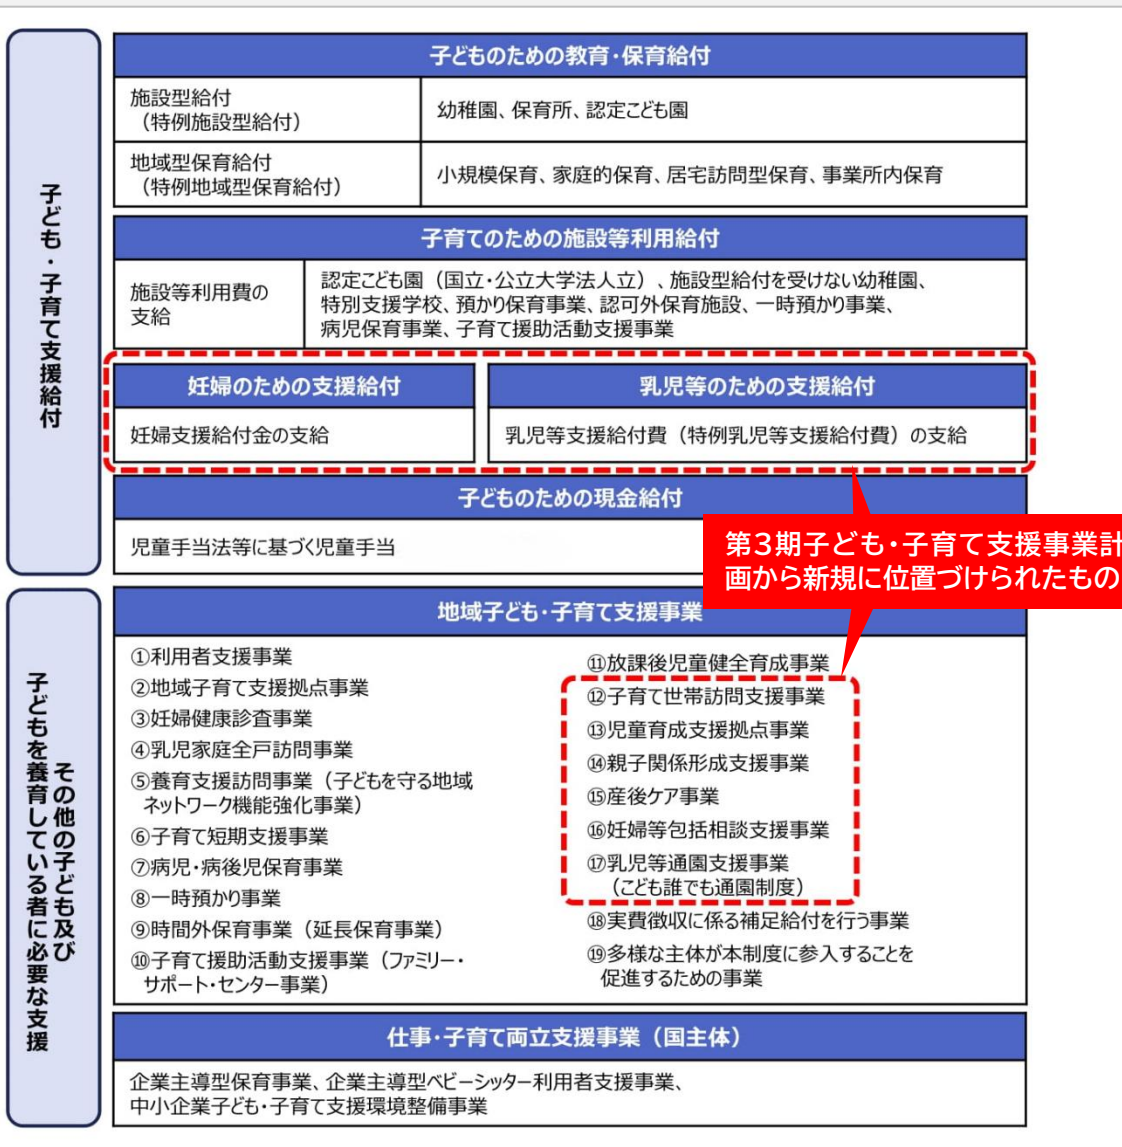 子ども・子育て支援給付
子どものための教育・保育給付
施設型給付
（特例施設型給付）
幼稚園、保育所、認定こども園
地域型保育給付
（特例地域型保育給付）
小規模保育、家庭的保育、居宅訪問型保育、事業所内保育
子育てのための施設等利用給付
施設等利用費の
支給
認定こども園（国立・公立大学法人立）、施設型給付を受けない幼稚園、
特別支援学校、預かり保育事業、認可外保育施設、一時預かり事業、
病児保育事業、子育て援助活動支援事業
妊婦のための支援給付
妊婦支援給付金の支給
乳児等のための支援給付
乳児等支援給付費（特例乳児等支援給付費）の支給
子どものための現金給付
児童手当法等に基づく児童手当
第３期子ども・子育て支援事業計
画から新規に位置づけられたもの
その他の子ども及び
子どもを養育している者に必要な支援
地域子ども・子育て支援事業
①利用者支援事業
②地域子育て支援拠点事業
③妊婦健康診査事業
④乳児家庭全戸訪問事業
⑤養育支援訪問事業（子どもを守る地域
ネットワーク機能強化事業）
⑥子育て短期支援事業
⑦病児・病後児保育事業
⑧一時預かり事業
⑨時間外保育事業（延長保育事業）
⑩子育て援助活動支援事業（ファミリー・
サポート・センター事業）
⑪放課後児童健全育成事業
⑫子育て世帯訪問支援事業
⑬児童育成支援拠点事業
⑭親子関係形成支援事業
⑮産後ケア事業
⑯妊婦等包括相談支援事業
⑰乳児等通園支援事業
（こども誰でも通園制度）
⑱実費徴収に係る補足給付を行う事業
⑲多様な主体が本制度に参入することを
促進するための事業
仕事・子育て両立支援事業（国主体）
企業主導型保育事業、企業主導型ベビーシッター利用者支援事業、
中小企業子ども・子育て支援環境整備事業